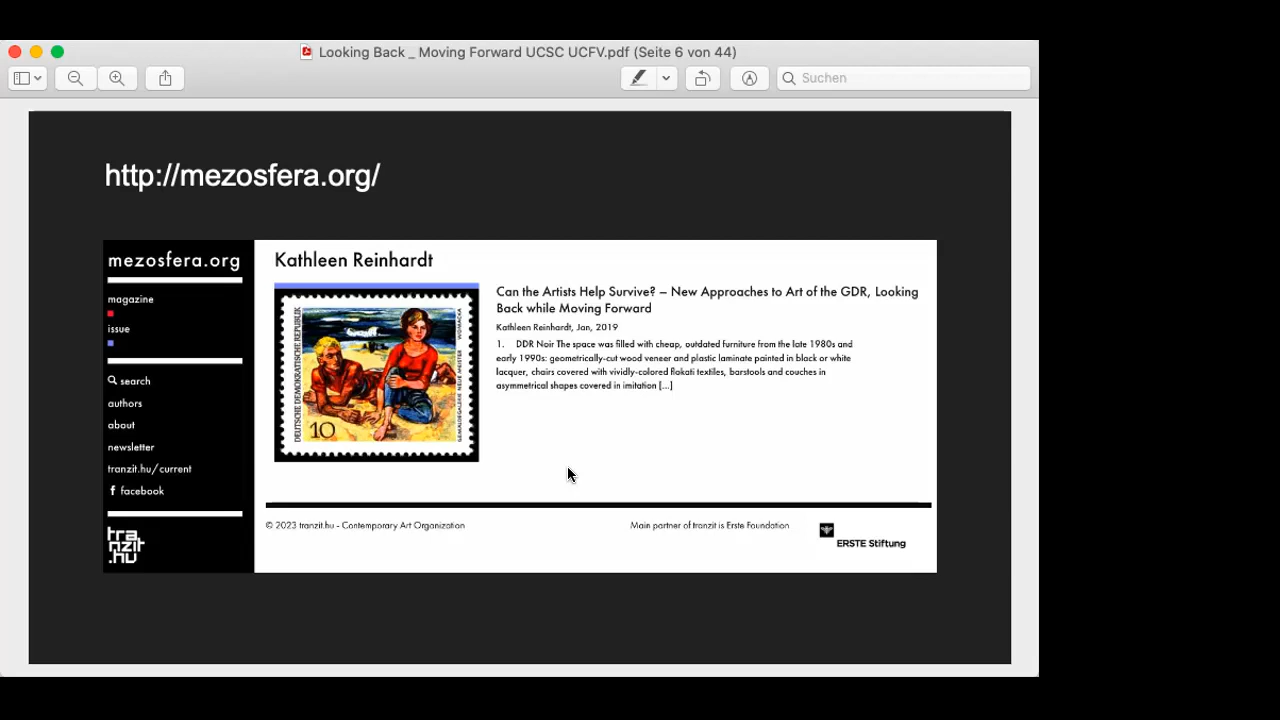 Looking Back _ Moving Forward UCSC UCFV.pdf (Seite 6 von 44)
Suchen
http://mezosfera.org/
mezosfera.org
magazine
issue
search
authors
about
newsletter
tranzit.hu/current
facebook
tra
nzit
.hu
Kathleen Reinhardt
DEUTSCHE DEMOKRATISCHE REPUBLIK
10
GEMÄLDEGALERIE NEUE MEISTER WOMACKA
Can the Artists Help Survive? – New Approaches to Art of the GDR, Looking
Back while Moving Forward
Kathleen Reinhardt, Jan, 2019
1. DDR Noir The space was filled with cheap, outdated furniture from the late 1980s and
early 1990s: geometrically-cut wood veneer and plastic laminate painted in black or white
lacquer, chairs covered with vividly-colored flokati textiles, barstools and couches in
asymmetrical shapes covered in imitation [...]
© 2023 tranzit.hu - Contemporary Art Organization
Main partner of tranzit is Erste Foundation
ERSTE Stiftung